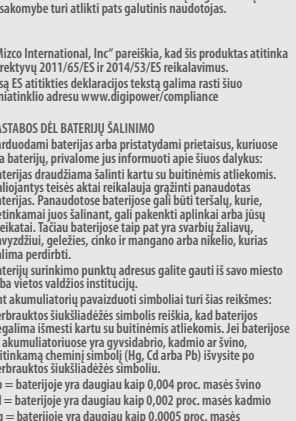 sakomybe turi atlikti pats galutinis naudotojas.
Mizco International, Inc“ pareiškia, kad šis produktas atitinka
rektyvų 2011/65/ES ir 2014/53/ES reikalavimus.
są ES atitikties deklaracijos tekstą galima rasti šiuo
niatinklio adresu www.digipower/compliance
ASTABOS DĖL BATERIJŲ ŠALINIMO
arduodami baterijas arba pristatydami prietaisus, kuriuose
ra baterijų, privalome jus informuoti apie šiuos dalykus:
aterijas draudžiama šalinti kartu su buitinėmis atliekomis.
aliojantys teisės aktai reikalauja grąžinti panaudotas
aterijas. Panaudotose baterijose gali būti teršalų, kurie,
etinkamai juos šalinant, gali pakenkti aplinkai arba jūsų
eikatai. Tačiau baterijose taip pat yra svarbių žaliavų,
avyzdžiui, geležies, cinko ir mangano arba nikelio, kurias
alima perdirbti.
aterijų surinkimo punktų adresus galite gauti iš savo miesto
rba vietos valdžios institucijų.
nt akumuliatorių pavaizduoti simboliai turi šias reikšmes:
erbrauktos šiukšliadėžės simbolis reiškia, kad baterijos
egalima išmesti kartu su buitinėmis atliekomis. Jei baterijose
r akumuliatoriuose yra gyvsidabrio, kadmio ar švino,
titinkamą cheminį simbolį (Hg, Cd arba Pb) išvysite po
erbrauktos šiukšliadėžės simboliu.
b = baterijoje yra daugiau kaip 0,004 proc. masės švino
d = baterijoje yra daugiau kaip 0,002 proc. masės kadmio
g = baterijoje yra daugiau kaip 0,0005 proc. masės